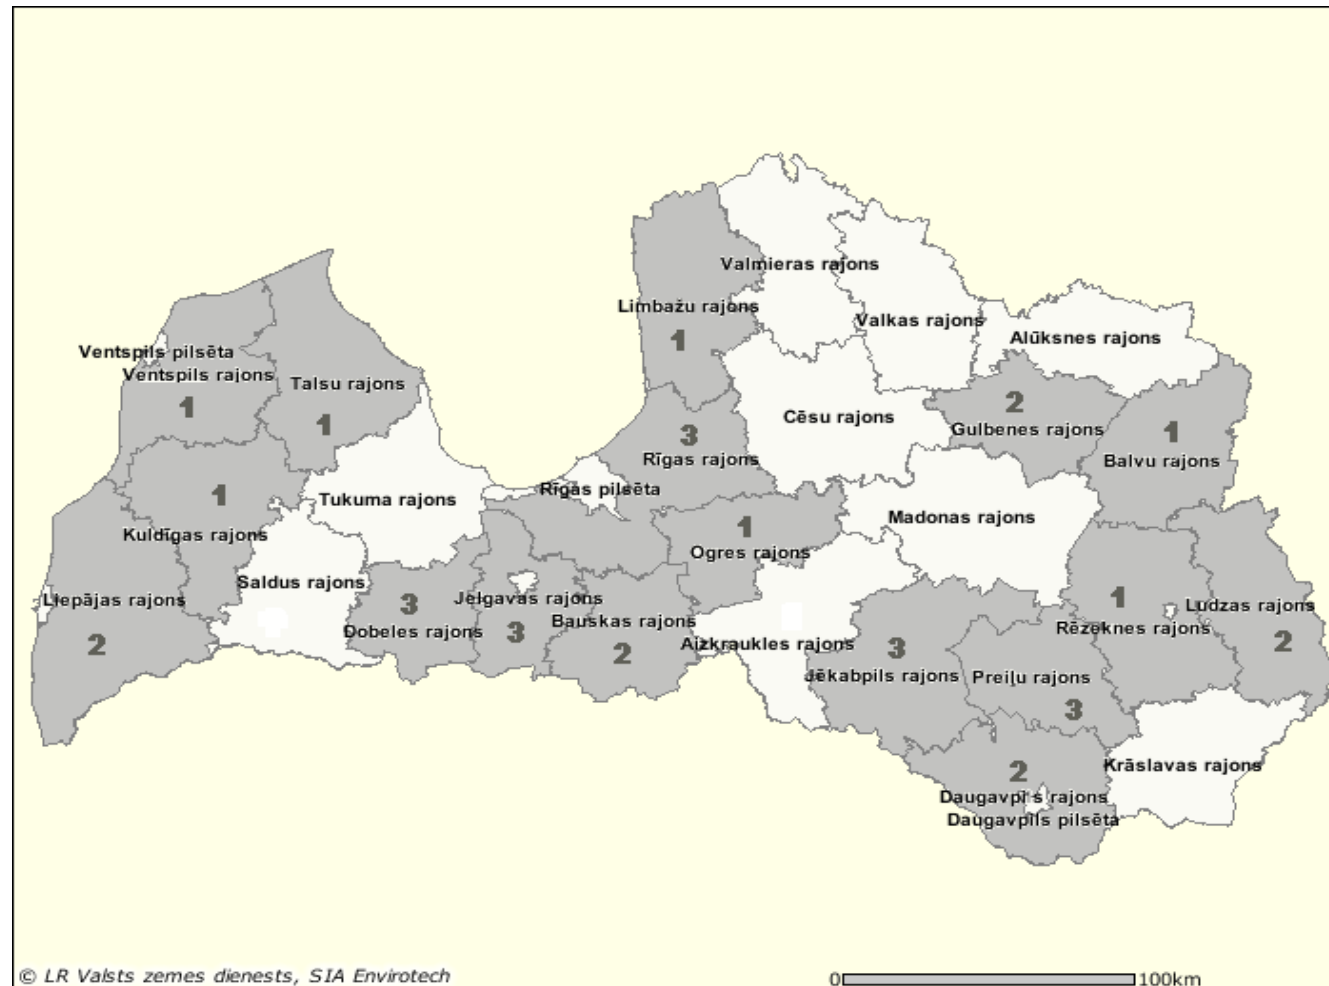 Valmieras rajons
Limbažu rajons
1
Valkas rajons
Alūksnes rajons
Ventspils pilsēta
Ventspils rajons
1
Talsu rajons
1
Cēsu rajons
2
Gulbenes rajons
1
Balvu rajons
3
Rīgas rajons
Rīgas pilsēta
Tukuma rajons
1
Kuldīgas rajons
1
Ogres rajons
Madonas rajons
Saldus rajons
Liepājas rajons
2
3
Dobeles rajons
Jelgavas rajons
3
Bauskas rajons
2
Aizkraukles rajons
3
Jēkabpils rajons
Preiļu rajons
3
1
Rēzeknes rajons
Ludzas rajons
2
2
Daugavpils rajons
Daugavpils pilsēta
Krāslavas rajons
© LR Valsts zemes dienests, SIA Envirotech
0 100km